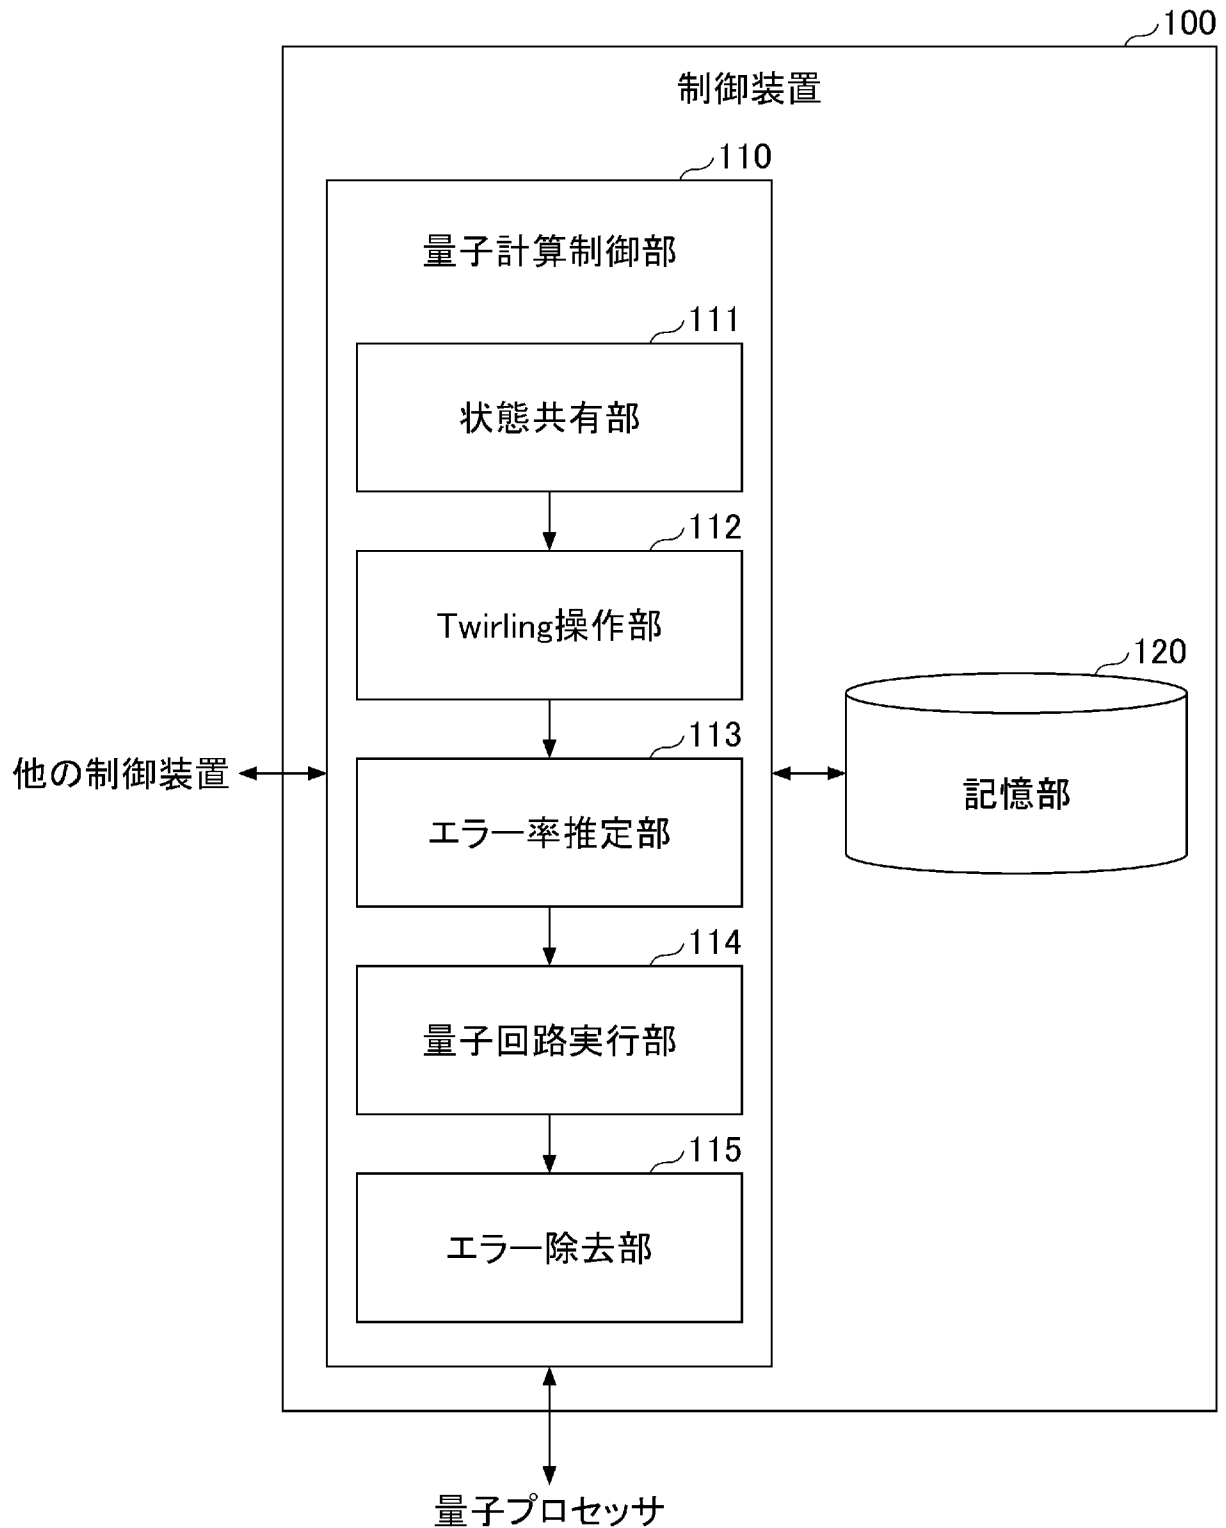 100
制御装置
110
量子計算制御部
111
状態共有部
112
Twirling操作部
113
エラー率推定部
114
量子回路実行部
115
エラー除去部
120
記憶部
他の制御装置
量子プロセッサ